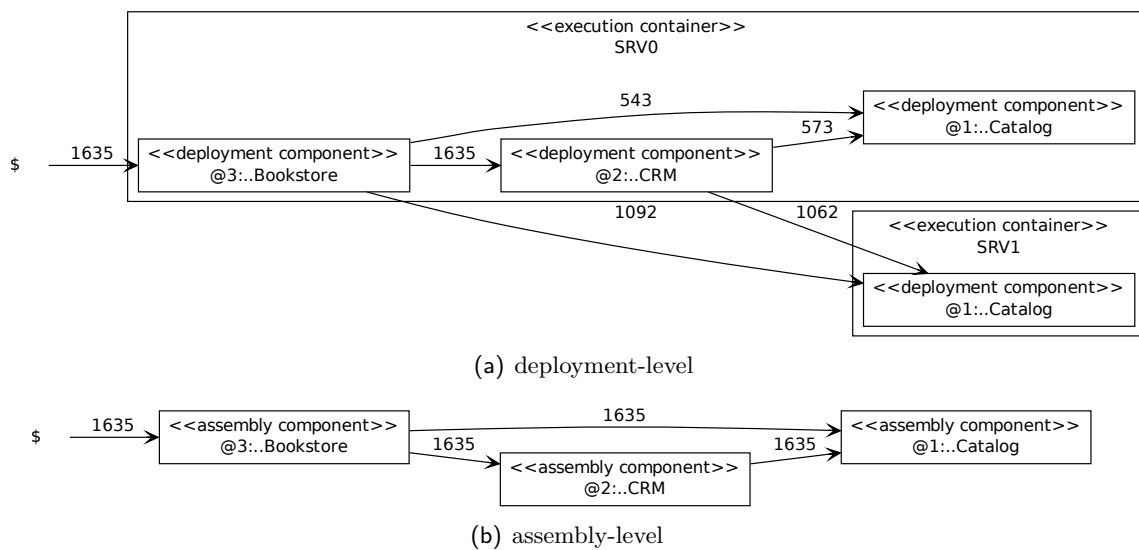 <<execution container>>
SRV0
543
<<deployment component>>
@1:..Catalog
573
$
1635
<<deployment component>>
@3:..Bookstore
1635
<<deployment component>>
@2:..CRM
1092
1062
<<execution container>>
SRV1
<<deployment component>>
@1:..Catalog
(a) deployment-level
$
1635
<<assembly component>>
@3:..Bookstore
1635
1635
<<assembly component>>
@2:..CRM
1635
<<assembly component>>
@1:..Catalog
(b) assembly-level